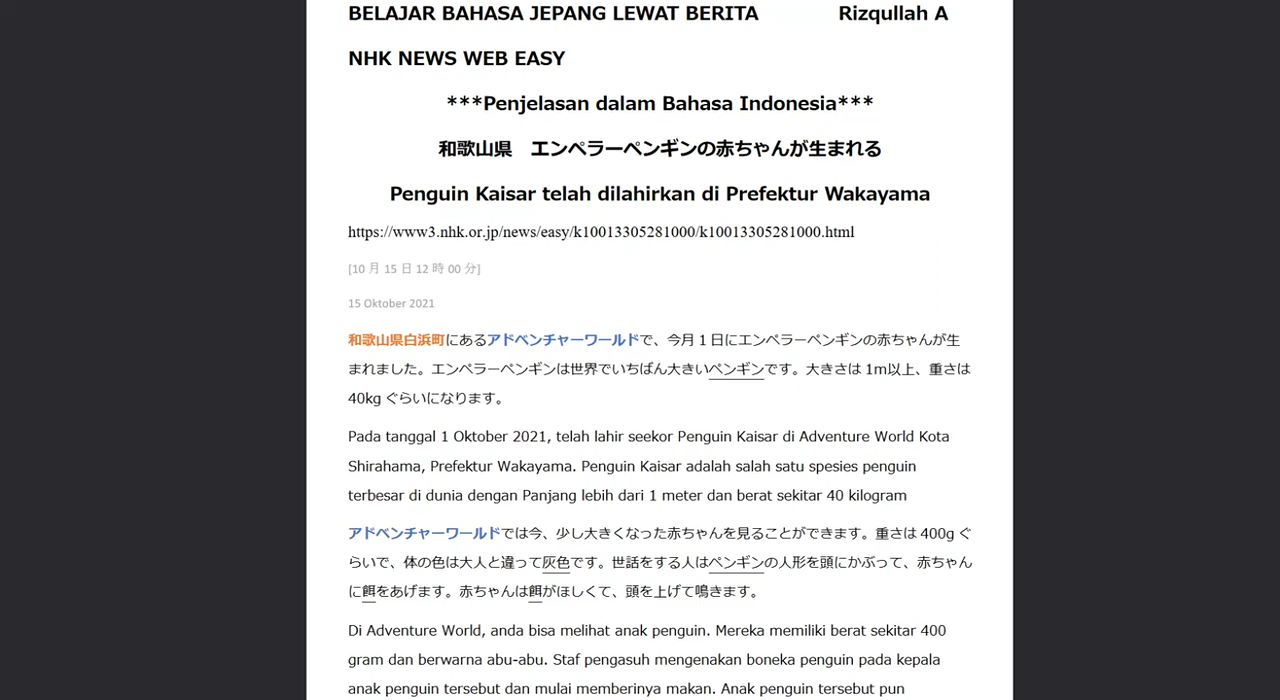 BELAJAR BAHASA JEPANG LEWAT BERITA Rizqullah A
NHK NEWS WEB EASY
***Penjelasan dalam Bahasa Indonesia***
和歌山県　エンペラーペンギンの赤ちゃんが生まれる
Penguin Kaisar telah dilahirkan di Prefektur Wakayama
https://www3.nhk.or.jp/news/easy/k10013305281000/k10013305281000.html
[10 月 15 日 12 時 00 分]
15 Oktober 2021
和歌山県白浜町にあるアドベンチャーワールドで、今月 1 日にエンペラーペンギンの赤ちゃんが生
まれました。エンペラーペンギンは世界でいちばん大きいペンギンです。大きさは 1m以上、重さは
40kg ぐらいになります。
Pada tanggal 1 Oktober 2021, telah lahir seekor Penguin Kaisar di Adventure World Kota
Shirahama, Prefektur Wakayama. Penguin Kaisar adalah salah satu spesies penguin
terbesar di dunia dengan Panjang lebih dari 1 meter dan berat sekitar 40 kilogram
アドベンチャーワールドでは今、少し大きくなった赤ちゃんを見ることができます。重さは 400g ぐ
らいで、体の色は大人と違って灰色です。世話をする人はペンギンの人形を頭にかぶって、赤ちゃん
に餌をあげます。赤ちゃんは餌がほしくて、頭を上げて鳴きます。
Di Adventure World, anda bisa melihat anak penguin. Mereka memiliki berat sekitar 400
gram dan berwarna abu-abu. Staf pengasuh mengenakan boneka penguin pada kepala
anak penguin tersebut dan mulai memberinya makan. Anak penguin tersebut pun